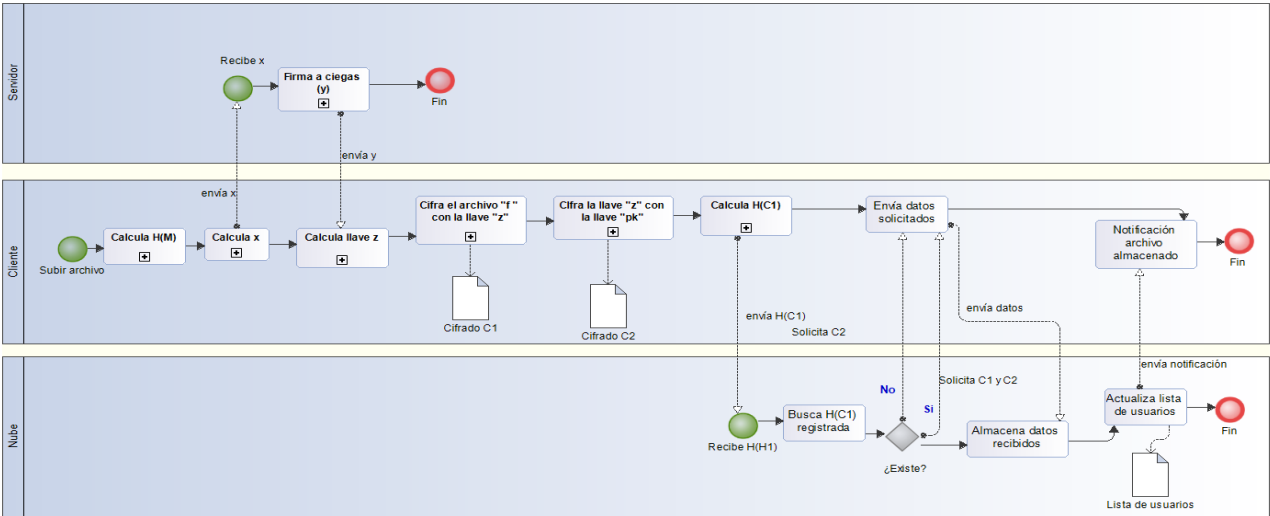 Servidor
Recibe x
Firma a ciegas
(y)
Fin
envía y
Cliente
envía x
Subir archivo
Calcula H(M)
Calcula x
Calcula llave z
Cifra el archivo "f "
con la llave "z"
Cifrado C1
CIfra la llave "z" con
la llave "pk"
Cifrado C2
Calcula H(C1)
envía H(C1)
Envía datos
solicitados
Solicita C2
envía datos
Notificación
archivo
almacenado
Fin
Nube
Recibe H(H1)
Busca H(C1)
registrada
¿Existe?
No
Si
Solicita C1 y C2
Almacena datos
recibidos
envía notificación
Actualiza lista
de usuarios
Lista de usuarios
Fin